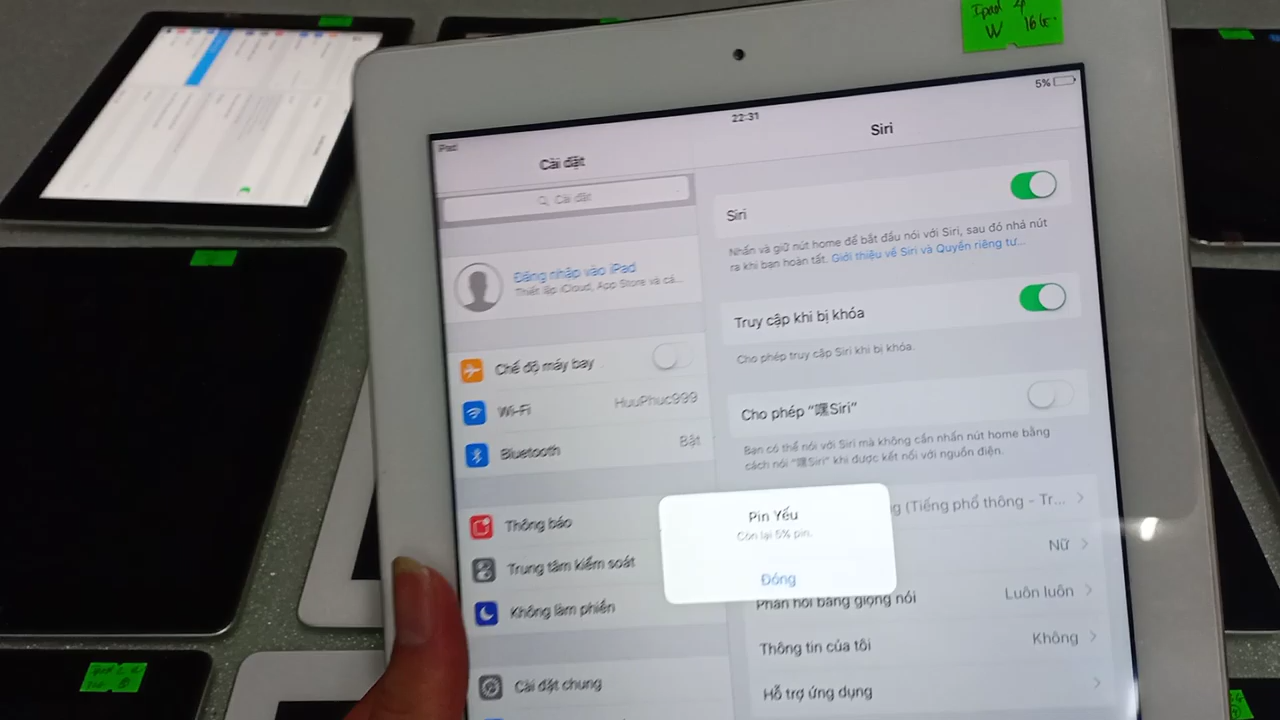 Ipad 4
W 16G
iPad
22:31
5%
Cài đặt
Siri
Cài đặt
Đăng nhập vào iPad
Thiết lập iCloud, App Store và cá...
Chế độ máy bay
Wi-Fi
HuuPhuc999
Bluetooth
Bật
Thông báo
Trung tâm kiểm soát
Không làm phiền
Cài đặt chung
Siri
Nhấn và giữ nút home để bắt đầu nói với Siri, sau đó nhả nút
ra khi bạn hoàn tất. Giới thiệu về Siri và Quyền riêng tư...
Truy cập khi bị khóa
Cho phép truy cập Siri khi bị khóa.
Cho phép “嘿Siri”
Bạn có thể nói với Siri mà không cần nhấn nút home bằng
cách nói “嘿Siri” khi được kết nối với nguồn điện.
(Tiếng phổ thông - Tr...
Nữ
Pin Yếu
Còn lại 5% pin.
Đóng
Phản hồi bằng giọng nói
Luôn luôn
Thông tin của tôi
Không
Hỗ trợ ứng dụng